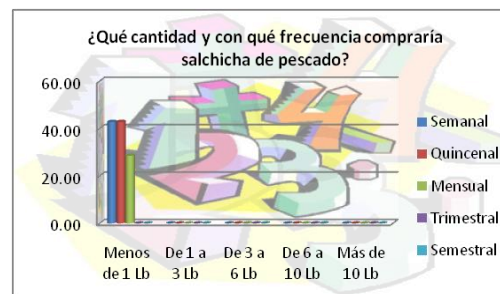 ¿Qué cantidad y con qué frecuencia compraría
salchicha de pescado?
60.00
40.00
20.00
0.00
Semanal
Quincenal
Mensual
Trimestral
Semestral
Menos De 1 a De 3 a De 6 a Más de
de 1 Lb 3 Lb 6 Lb 10 Lb 10 Lb